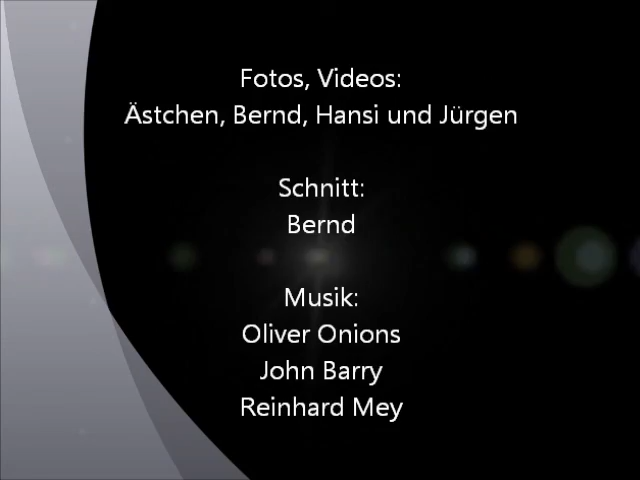 Fotos, Videos:
Ästchen, Bernd, Hansi und Jürgen
Schnitt:
Bernd
Musik:
Oliver Onions
John Barry
Reinhard Mey